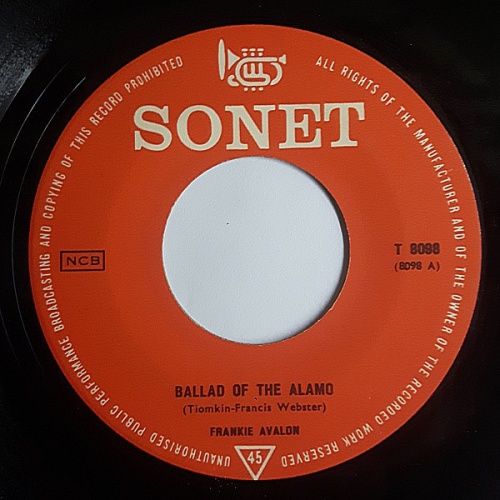 SONET
UNAUTHORISED PUBLIC PERFORMANCE BROADCASTING AND COPYING OF THIS RECORD PROHIBITED
ALL RIGHTS OF THE MANUFACTURER AND OF THE OWNER OF THE RECORDED WORK RESERVED
NCB
T 8098
(8098 A)
BALLAD OF THE ALAMO
(Tiomkin-Francis Webster)
FRANKIE AVALON
45